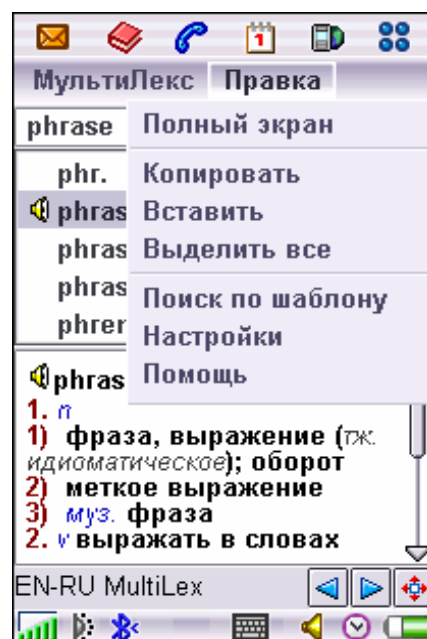 1
МультиЛекс Правка
phrase Полный экран
phr. Копировать
phras Вставить
phras Выделить все
phras Поиск по шаблону
phrer Настройки
phras Помощь
1. n
1) фраза, выражение (тж.
идиоматическое); оборот
2) меткое выражение
3) муз. фраза
2. v выражать в словах
EN-RU MultiLex